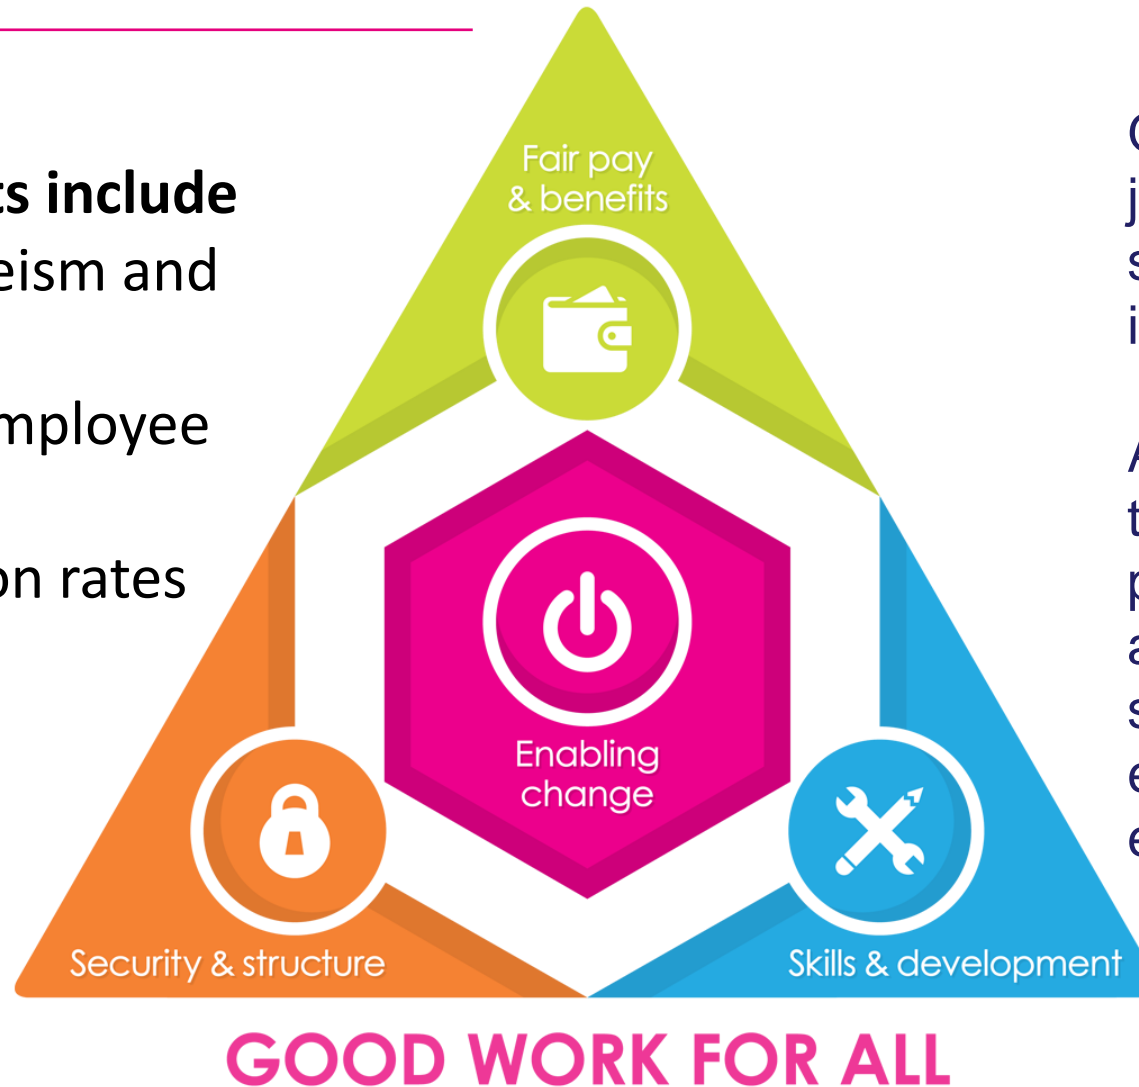 ts include
eism and
mployee
on rates
Fair pay
& benefits
Enabling
change
Security & structure
Skills & development
GOOD WORK FOR ALL